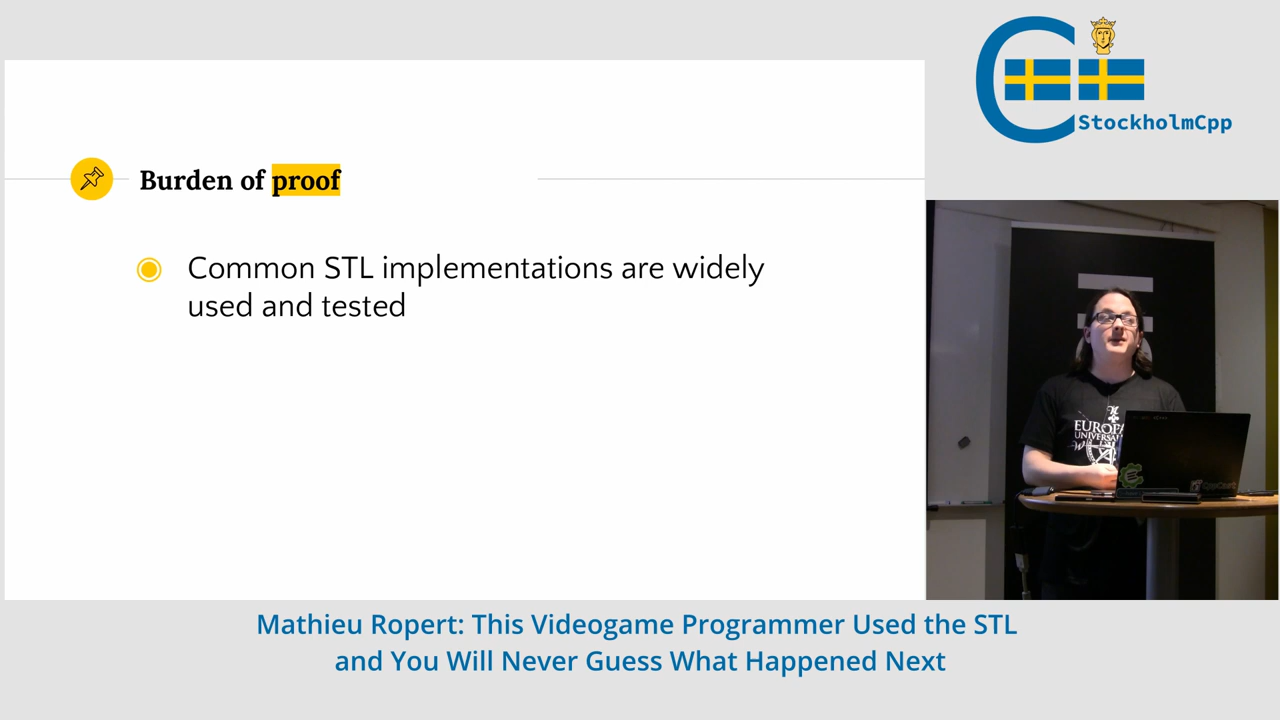 StockholmCpp
Burden of proof
Common STL implementations are widely
used and tested
EUROPA
UNIVERSALIS
Mathieu Ropert: This Videogame Programmer Used the STL
and You Will Never Guess What Happened Next